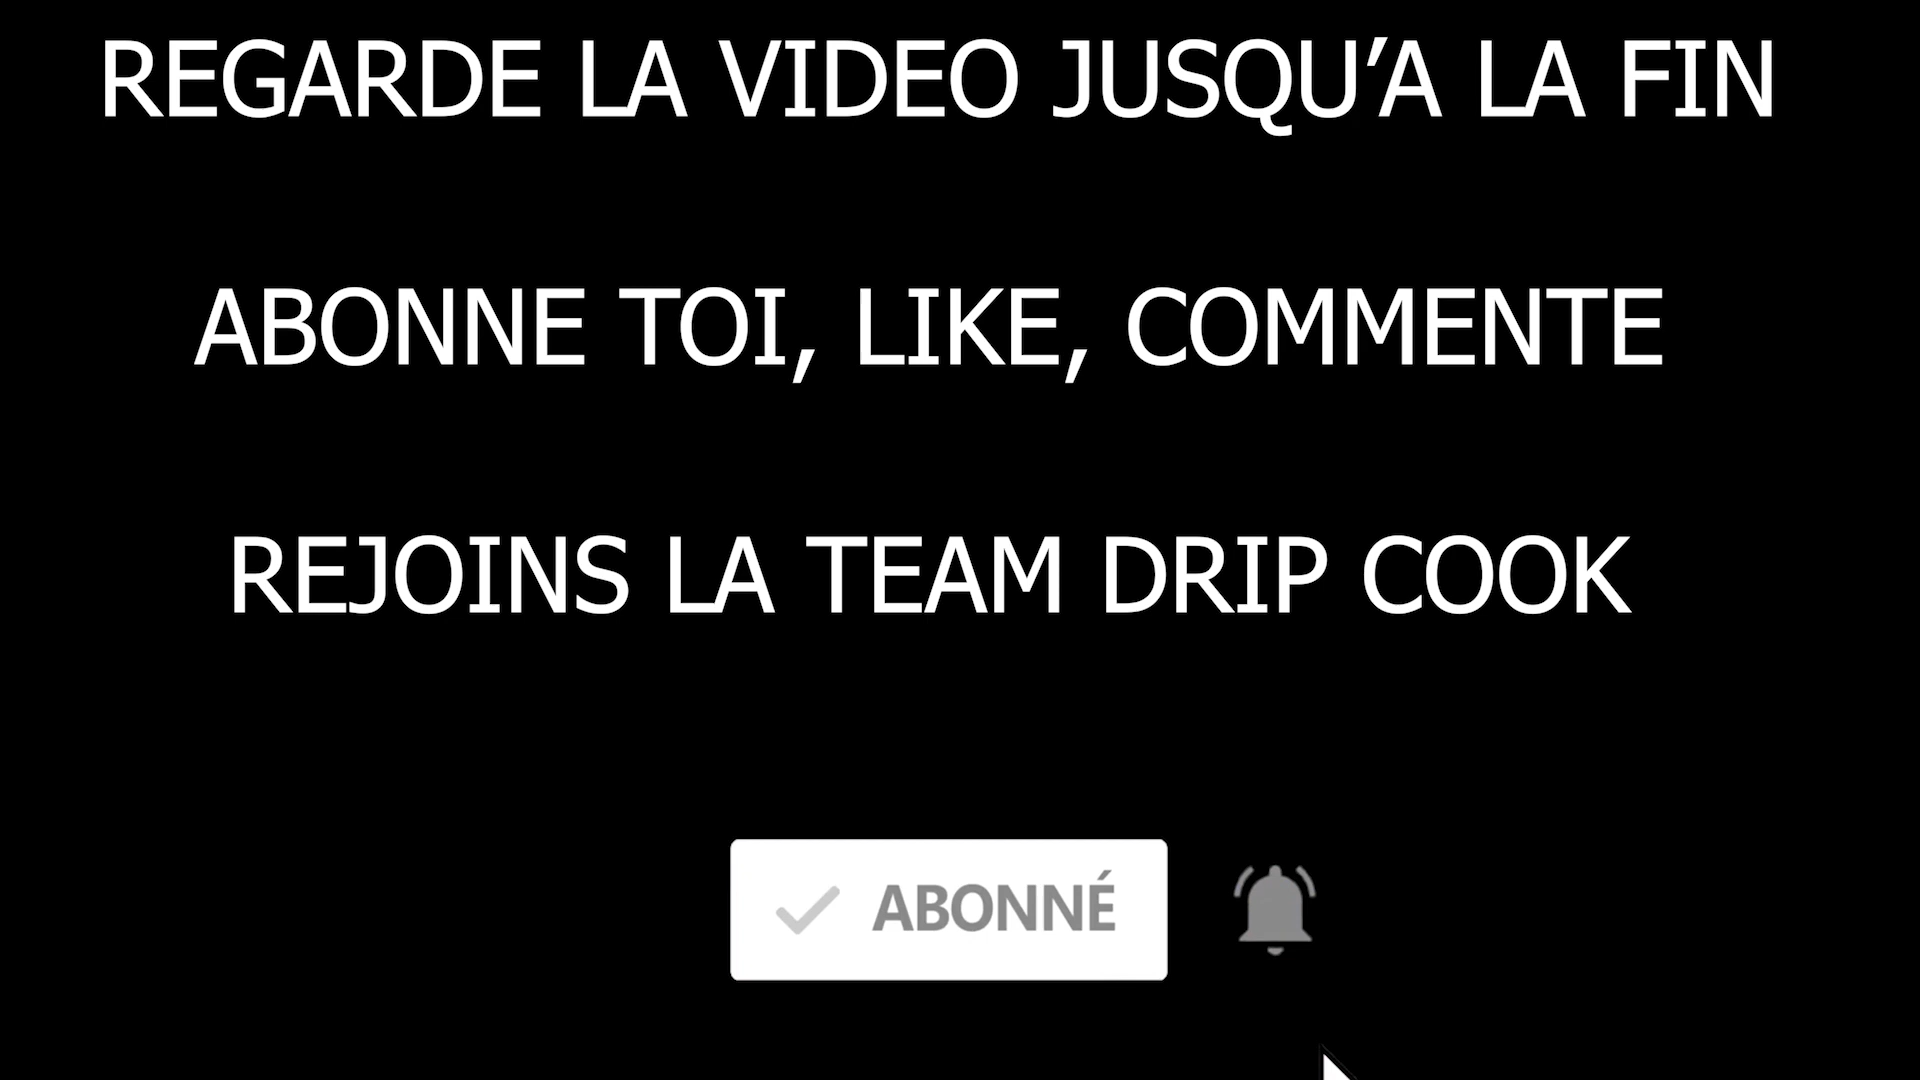 REGARDE LA VIDEO JUSQU’A LA FIN
ABONNE TOI, LIKE, COMMENTE
REJOINS LA TEAM DRIP COOK
ABONNÉ